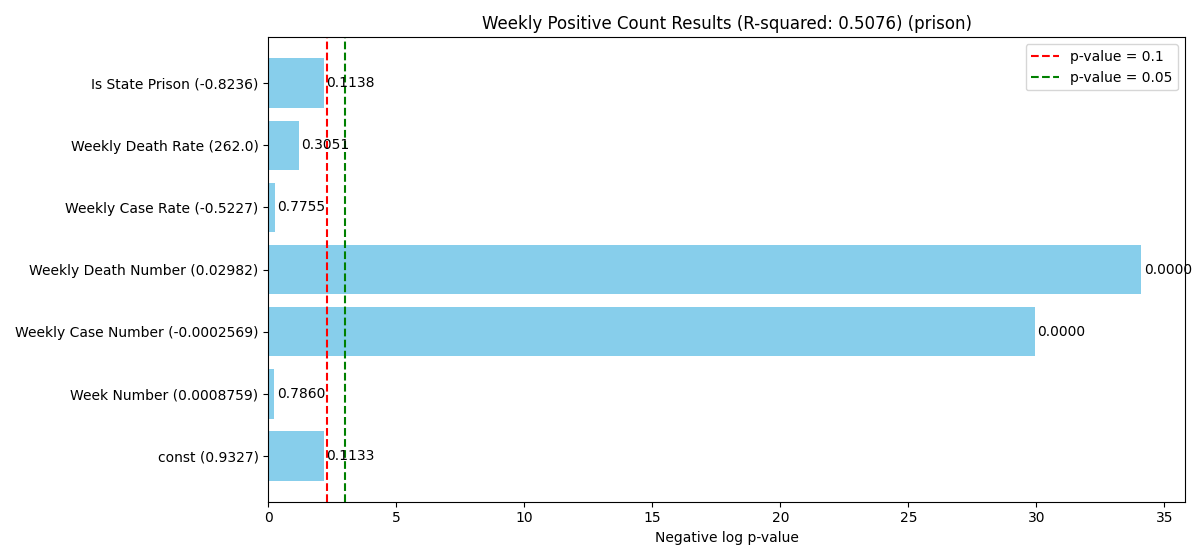 Weekly Positive Count Results (R-squared: 0.5076) (prison)
p-value = 0.1
p-value = 0.05
Is State Prison (-0.8236)
0.1138
Weekly Death Rate (262.0)
0.3051
Weekly Case Rate (-0.5227)
0.7755
Weekly Death Number (0.02982)
0.0000
Weekly Case Number (-0.0002569)
0.0000
Week Number (0.0008759)
0.7860
const (0.9327)
0.1133
0 5 10 15 20 25 30 35
Negative log p-value